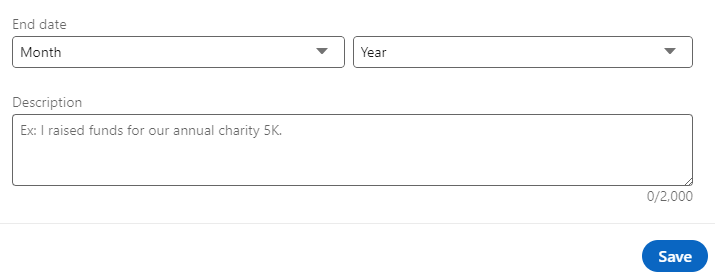 End date
Month Year
Description
Ex: I raised funds for our annual charity 5K.
0/2,000
Save